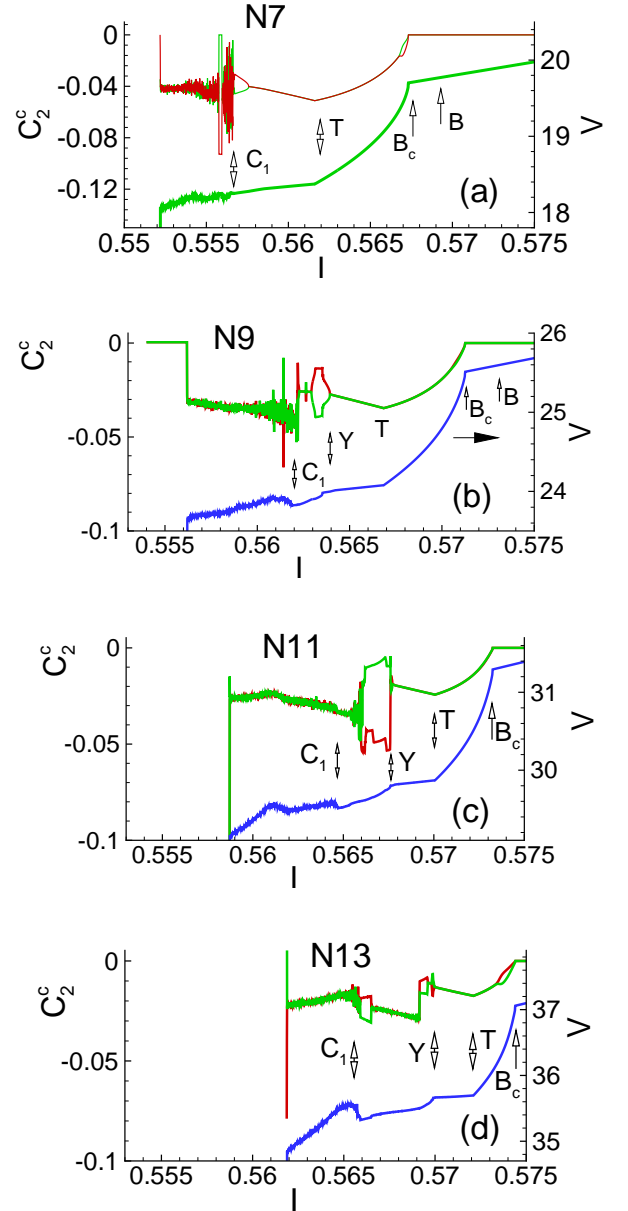 N7
C₂ᶜ
0
-0.04
-0.08
-0.12
20
19
18
V
T
B_c
B
C₁
(a)
0.55 0.555 0.56 0.565 0.57 0.575
I
N9
C₂ᶜ
0
-0.05
-0.1
26
25
24
V
T
B_c
B
Y
C₁
(b)
0.555 0.56 0.565 0.57 0.575
I
N11
C₂ᶜ
0
-0.05
-0.1
31
30
V
T
B_c
C₁
Y
(c)
0.555 0.56 0.565 0.57 0.575
I
N13
C₂ᶜ
0
-0.05
-0.1
37
36
35
V
C₁
Y
T
B_c
(d)
0.555 0.56 0.565 0.57 0.575
I